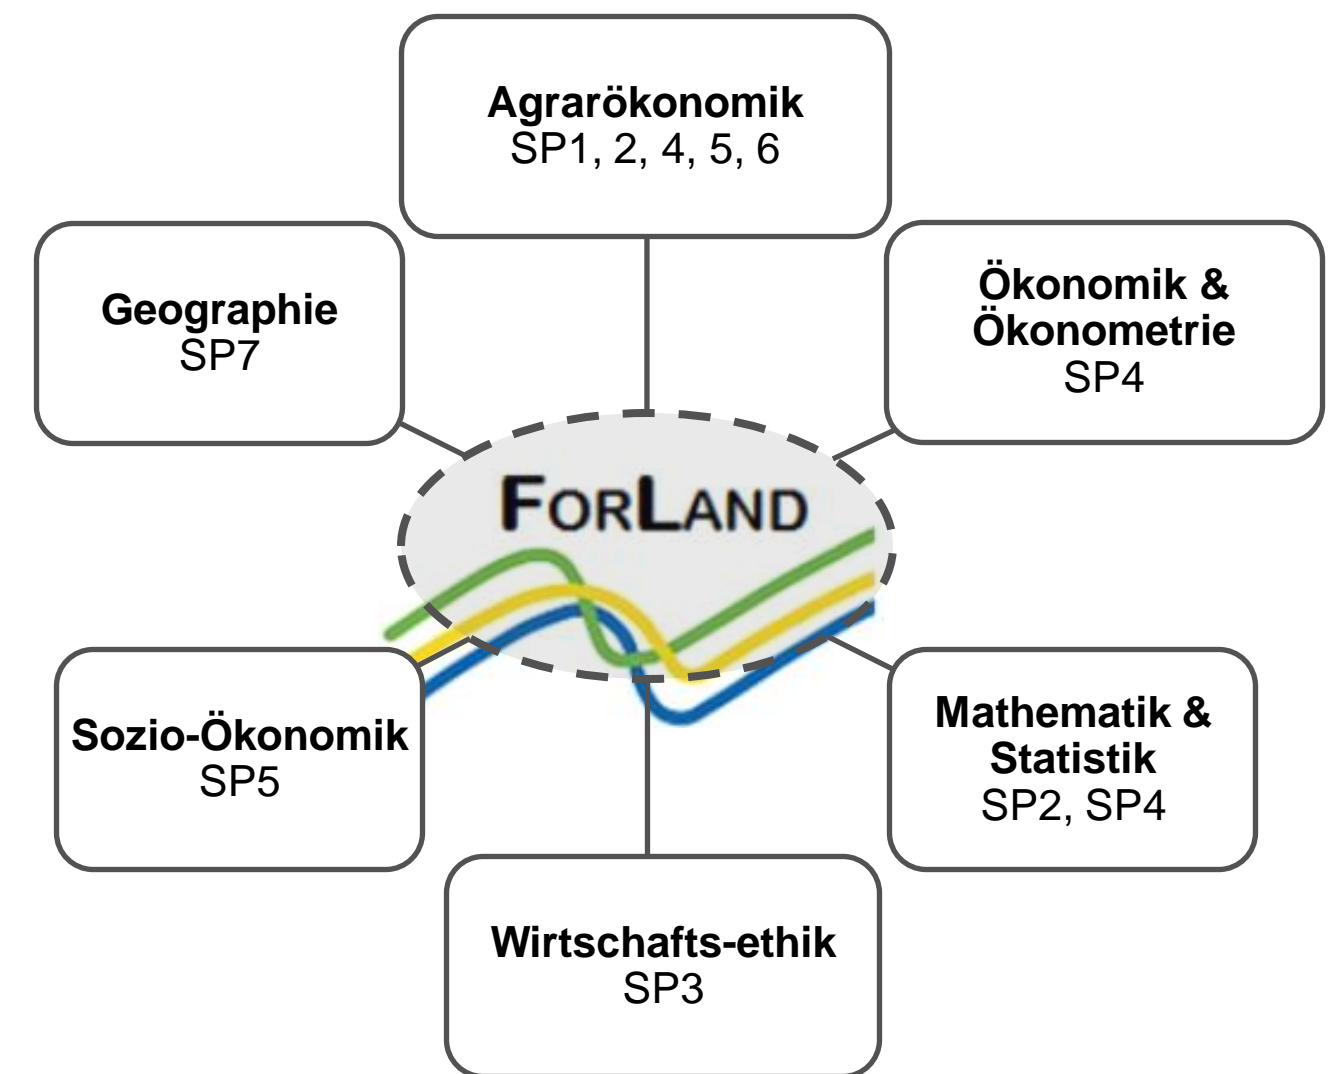 Agrarökonomik
SP1, 2, 4, 5, 6
Geographie
SP7
Ökonomik &
Ökonometrie
SP4
FORLAND
Sozio-Ökonomik
SP5
Mathematik &
Statistik
SP2, SP4
Wirtschafts-ethik
SP3